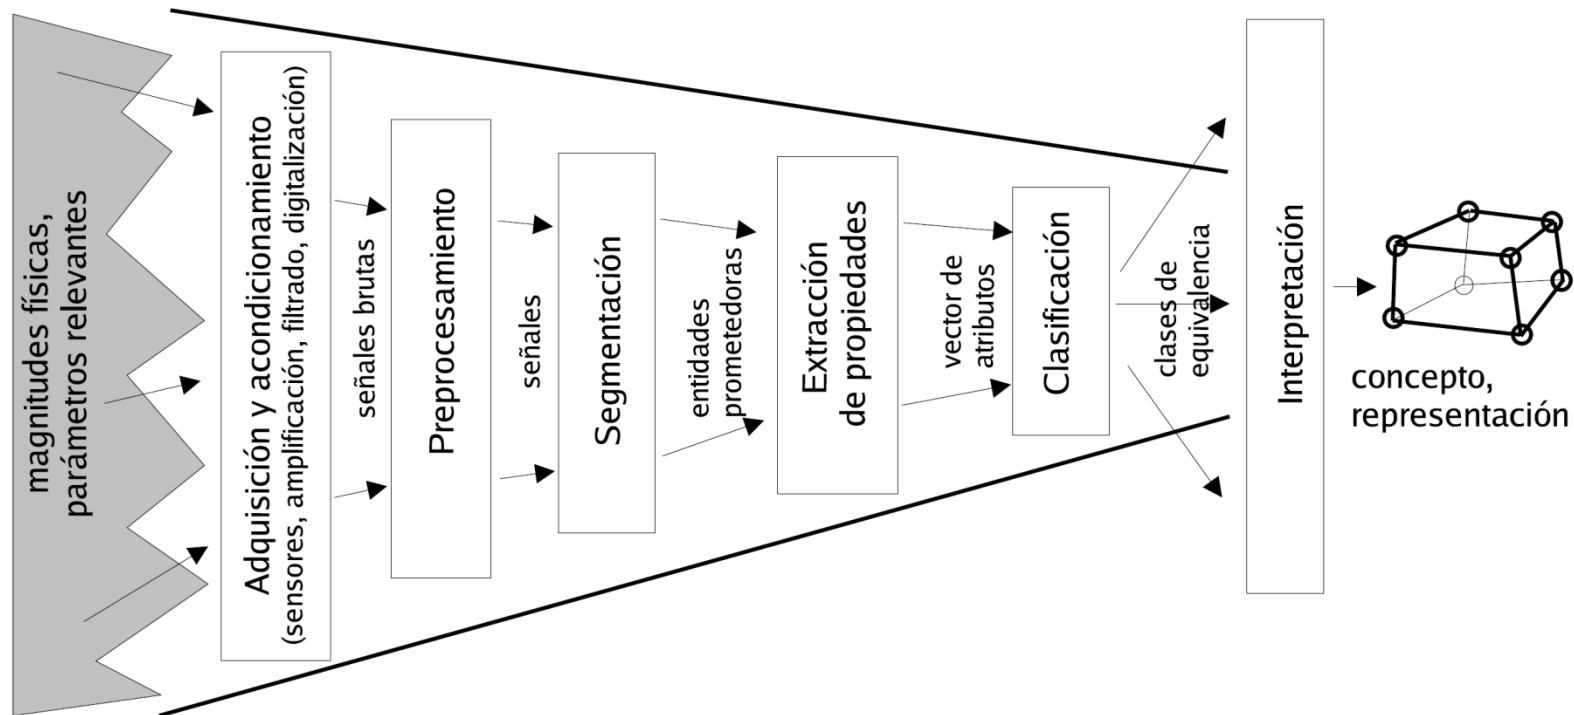 magnitudes físicas,
parámetros relevantes
Adquisición y acondicionamiento
(sensores, amplificación, filtrado, digitalización)
señales brutas
Preprocesamiento
señales
Segmentación
entidades
prometedoras
Extracción
de propiedades
vector de
atributos
Clasificación
clases de
equivalencia
Interpretación
concepto,
representación